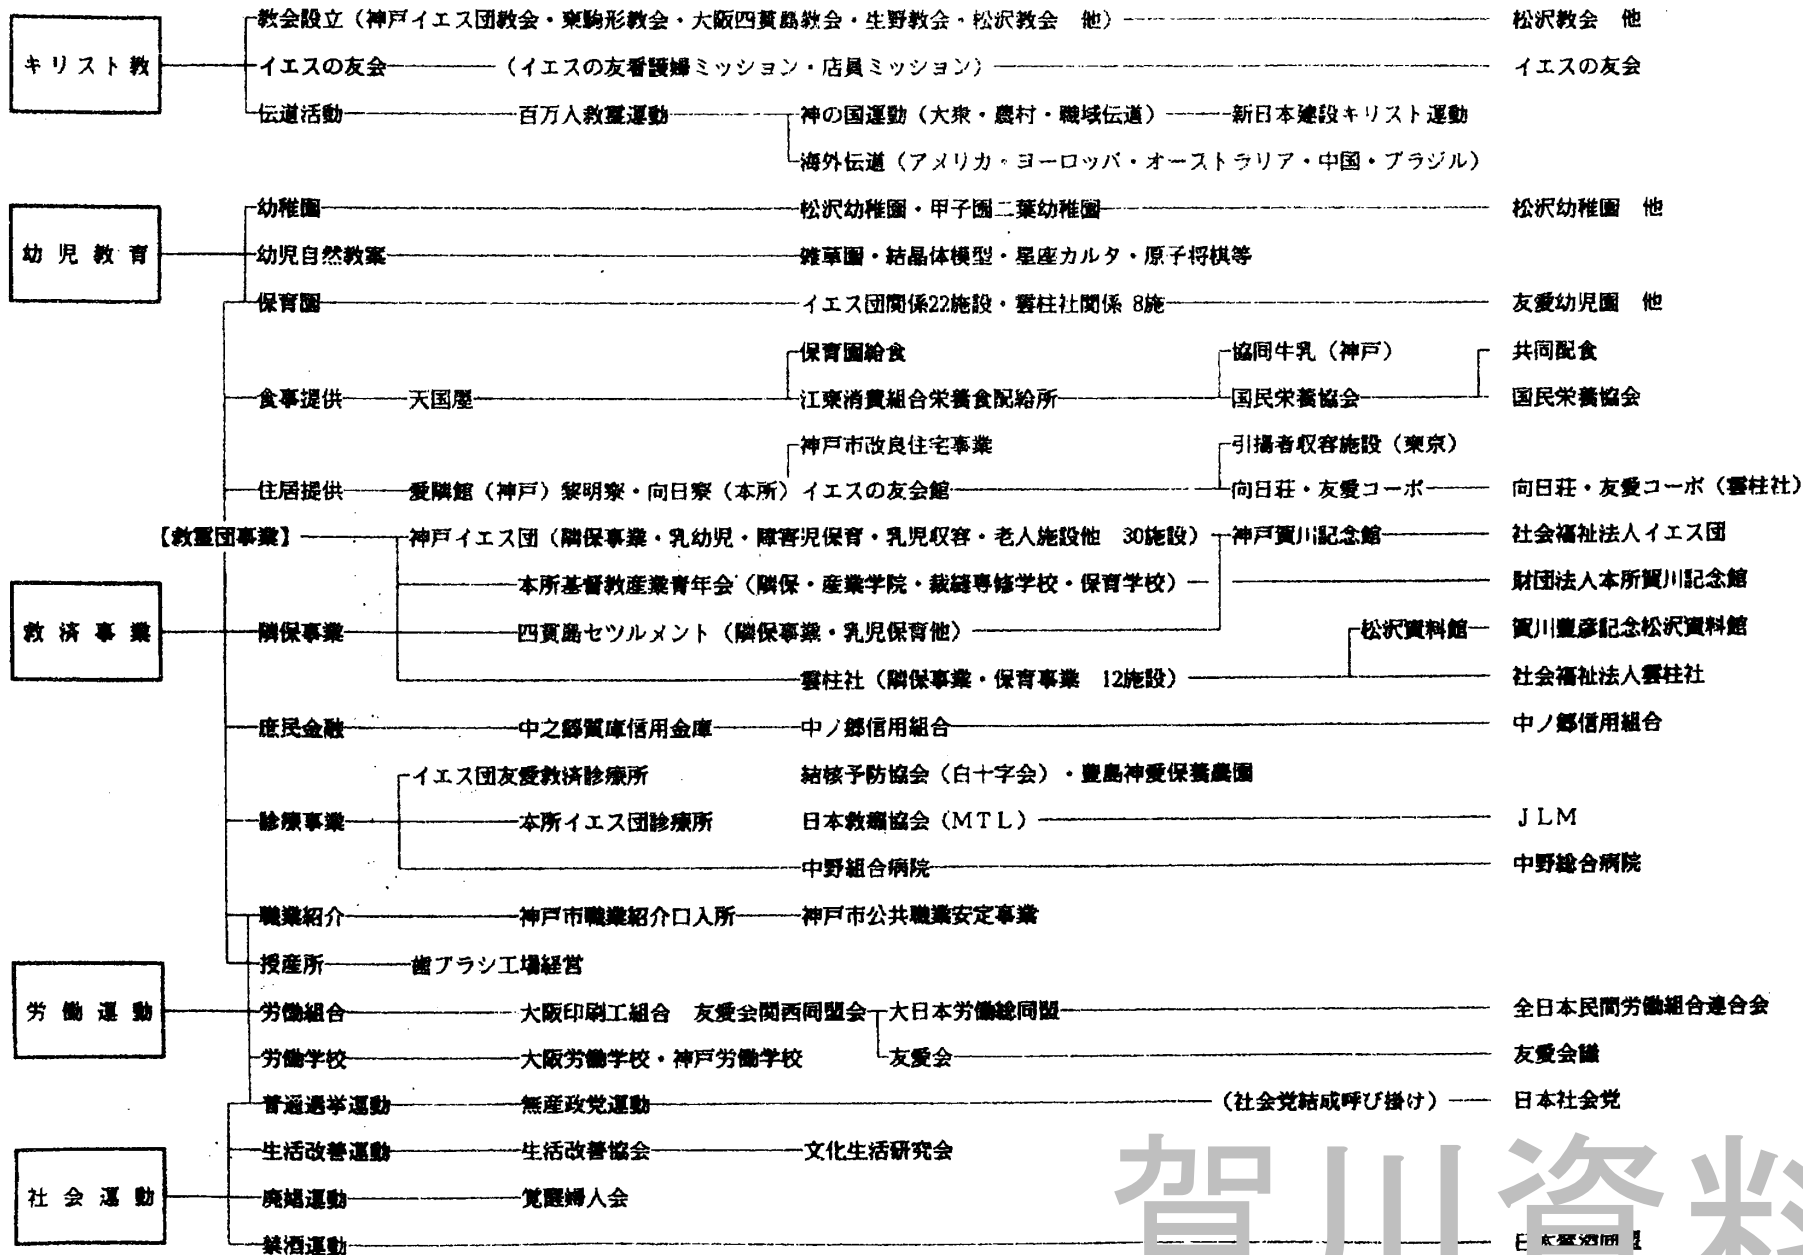 教会設立（神戸イエス団教会・東駒形教会・大阪四貫島教会・生野教会・松沢教会　他） 松沢教会　他
キリスト教 イエスの友会 （イエスの友看護婦ミッション・店員ミッション） イエスの友会
伝道活動 百万人救霊運動 神の国運動（大衆・農村・職域伝道） 新日本建設キリスト運動
海外伝道（アメリカ・ヨーロッパ・オーストラリア・中国・ブラジル）
幼稚園 松沢幼稚園・甲子園二葉幼稚園 松沢幼稚園　他
幼児教育 幼児自然教案 雑草園・結晶体模型・星座カルタ・原子将棋等
保育園 イエス団関係22施設・雲柱社関係 8施 友愛幼児園　他
保育園給食 協同牛乳（神戸） 共同配食
食事提供 天国屋 江東消費組合栄養食配給所 国民栄養協会 国民栄養協会
神戸市改良住宅事業 引揚者収容施設（東京）
住居提供 愛隣館（神戸）黎明寮・向日寮（本所） イエスの友会館 向日荘・友愛コーポ 向日荘・友愛コーポ（雲柱社）
【救霊団事業】 神戸イエス団（隣保事業・乳幼児・障害児保育・乳児収容・老人施設他　30施設） 神戸賀川記念館 社会福祉法人イエス団
本所基督教産業青年会（隣保・産業学院・裁縫専修学校・保育学校） 財団法人本所賀川記念館
救済事業 隣保事業 四貫島セツルメント（隣保事業・乳児保育他） 松沢資料館 賀川豊彦記念松沢資料館
雲柱社（隣保事業・保育事業　12施設） 社会福祉法人雲柱社
庶民金融 中之郷質庫信用金庫 中ノ郷信用組合 中ノ郷信用組合
イエス団友愛救済診療所 結核予防協会（白十字会）・豊島神愛保養農園
診療事業 本所イエス団診療所 日本救癩協会（MTL） JLM
中野組合病院 中野総合病院
職業紹介 神戸市職業紹介口入所 神戸市公共職業安定事業
授産所 歯ブラシ工場経営
労働運動 労働組合 大阪印刷工組合　友愛会関西同盟会 大日本労働総同盟 全日本民間労働組合連合会
労働学校 大阪労働学校・神戸労働学校 友愛会 友愛会議
普通選挙運動 無産政党運動 （社会党結成呼び掛け） 日本社会党
生活改善運動 生活改善協会 文化生活研究会
社会運動 廃娼運動 覚醒婦人会
禁酒運動 日本禁酒同盟
賀川資料